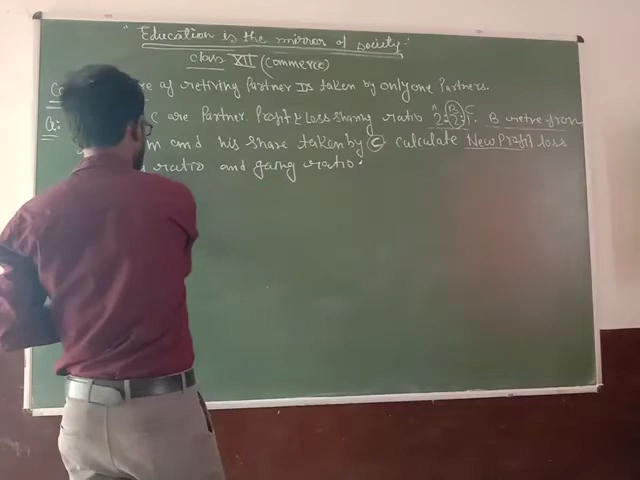 " Education is the mirror of society."
class XII (Commerce)
of retiring Partner Is taken by only one Partners.
A B C
Q: C are Partner Profit & Loss sharing ratio 2:2:1. B retire from
m and his share taken by C calculate New Profit loss
ratio and gaing ratio.